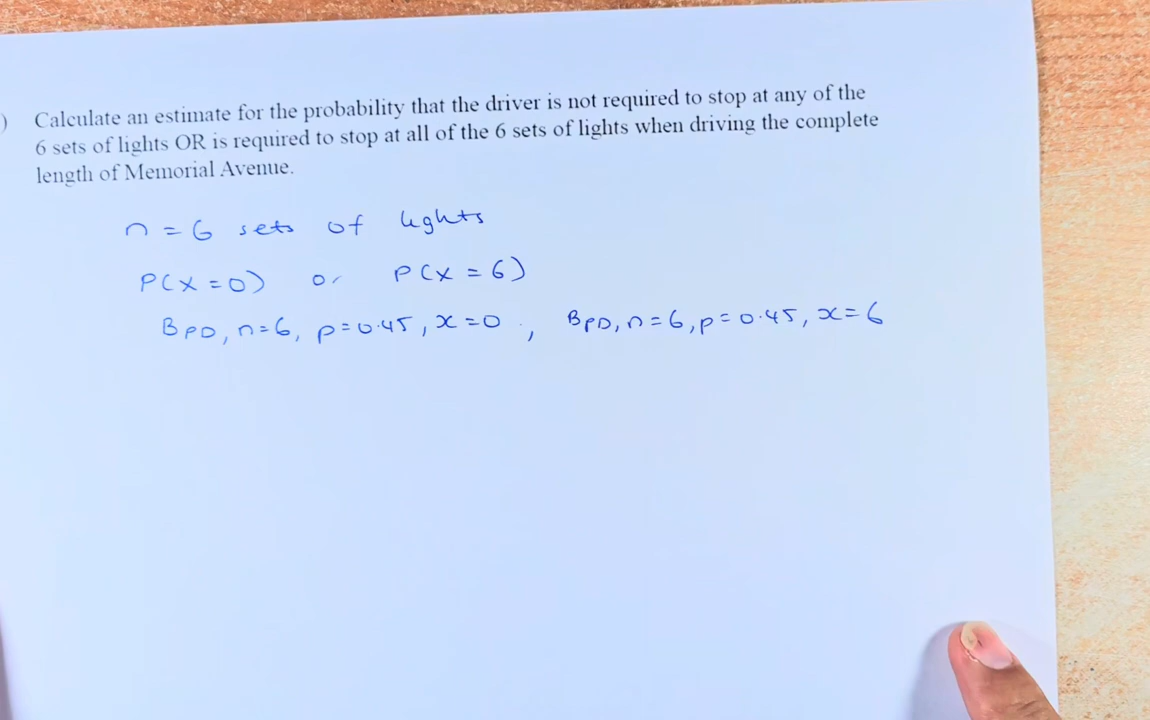 ) Calculate an estimate for the probability that the driver is not required to stop at any of the
6 sets of lights OR is required to stop at all of the 6 sets of lights when driving the complete
length of Memorial Avenue.
n = 6 sets of lights
P(X = 0) or P(X = 6)
BPD, n=6, p=0.45, x=0, BPD, n=6, p=0.45, x=6